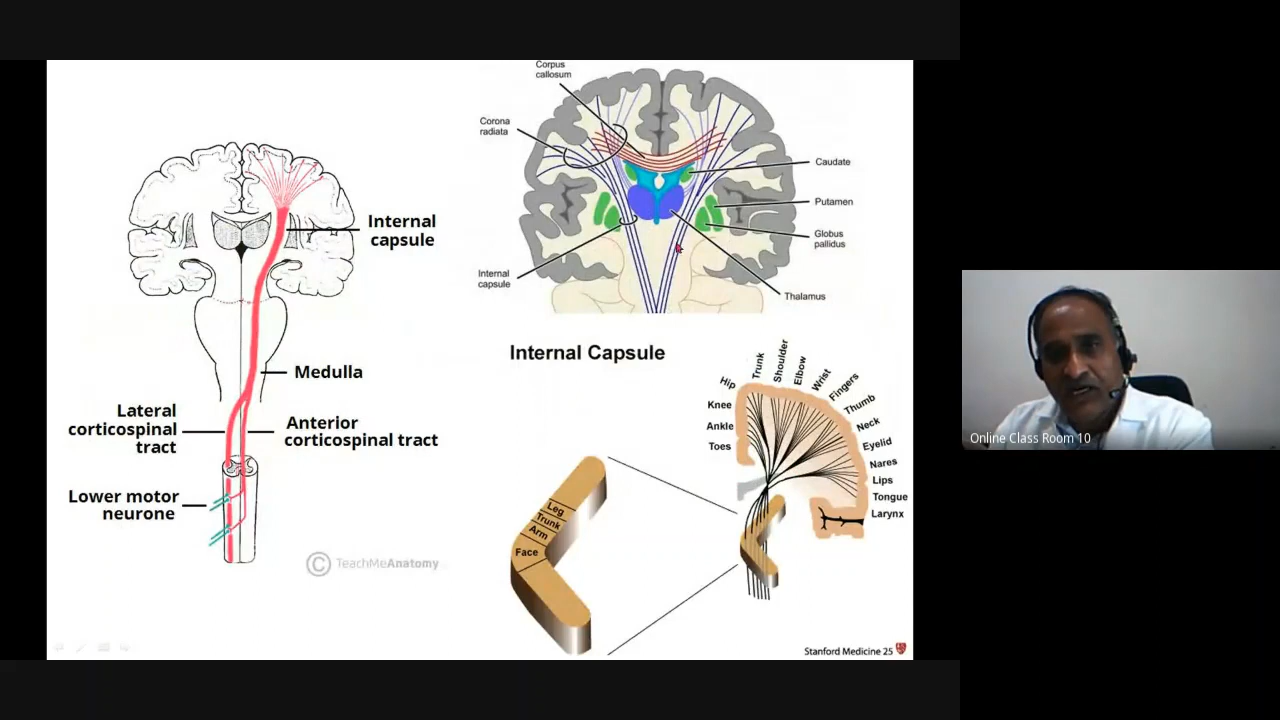 Internal
capsule
Medulla
Lateral
corticospinal
tract
Anterior
corticospinal tract
Lower motor
neurone
© TeachMeAnatomy
Corpus
callosum
Corona
radiata
Caudate
Putamen
Globus
pallidus
Internal
capsule
Thalamus
Internal Capsule
Leg
Trunk
Arm
Face
Toes
Ankle
Knee
Hip
Trunk
Shoulder
Elbow
Wrist
Fingers
Thumb
Neck
Eyelid
Nares
Lips
Tongue
Larynx
Stanford Medicine 25
Online Class Room 10